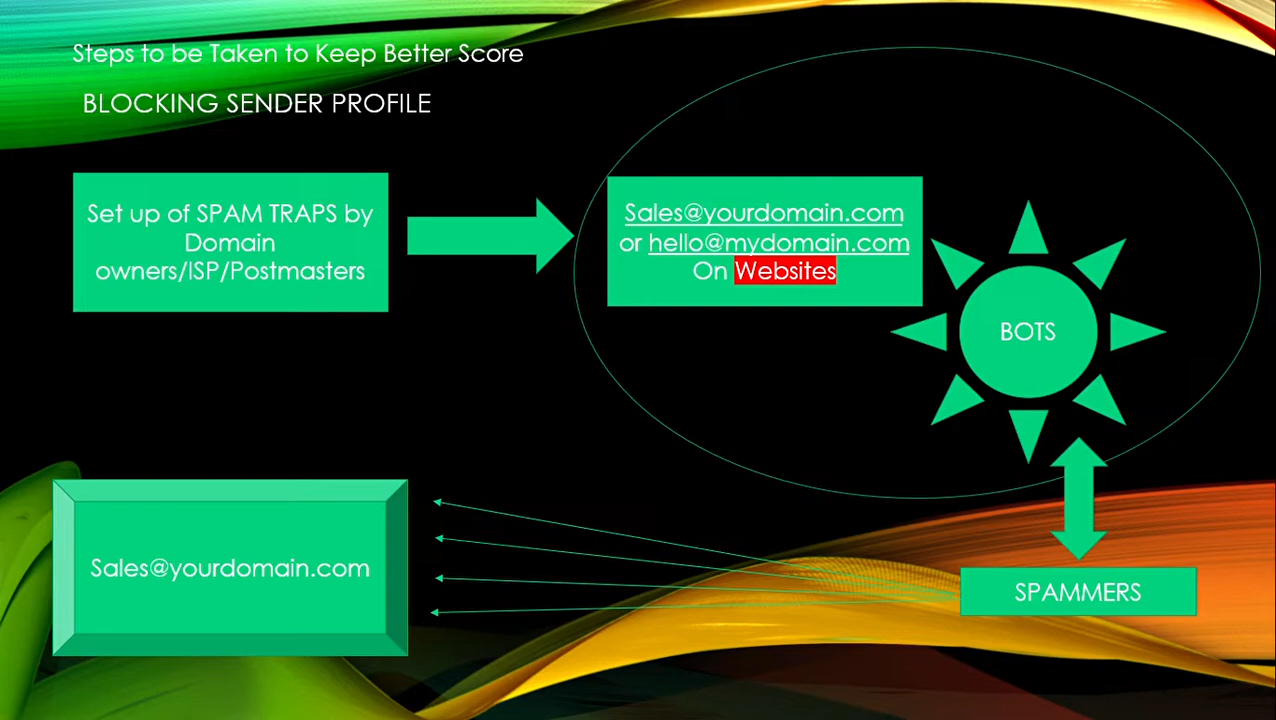 Steps to be Taken to Keep Better Score
BLOCKING SENDER PROFILE
Set up of SPAM TRAPS by
Domain
owners/ISP/Postmasters
Sales@yourdomain.com
or hello@mydomain.com
On Websites
BOTS
Sales@yourdomain.com
SPAMMERS